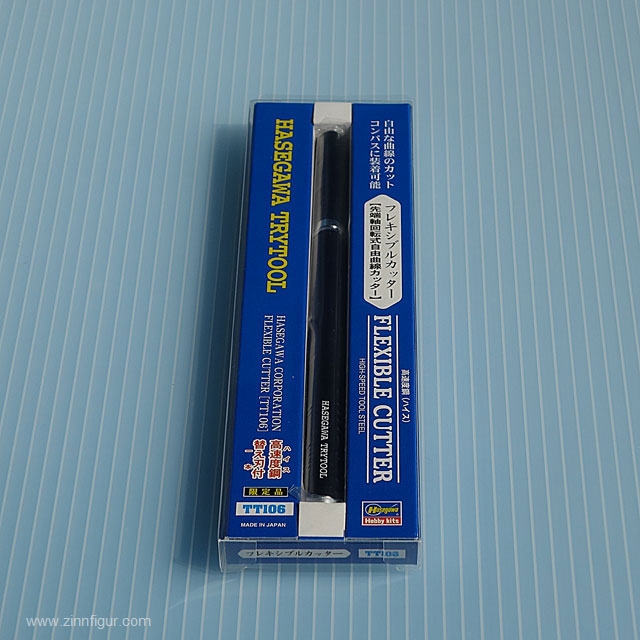 HASEGAWA TRYTOOL
HASEGAWA CORPORATION
FLEXIBLE CUTTER [TT106]
ハイス
高速度鋼
替え刃付
一本
限定品
TT106
MADE IN JAPAN
HASEGAWA TRYTOOL
自由な曲線のカット
コンパスに装着可能
フレキシブルカッター
【先端軸回転式自由曲線カッター】
FLEXIBLE CUTTER
HIGH-SPEED TOOL STEEL
高速度鋼（ハイス）
Hasegawa
Hobby kits
フレキシブルカッター
TT106
www.zinnfigur.com